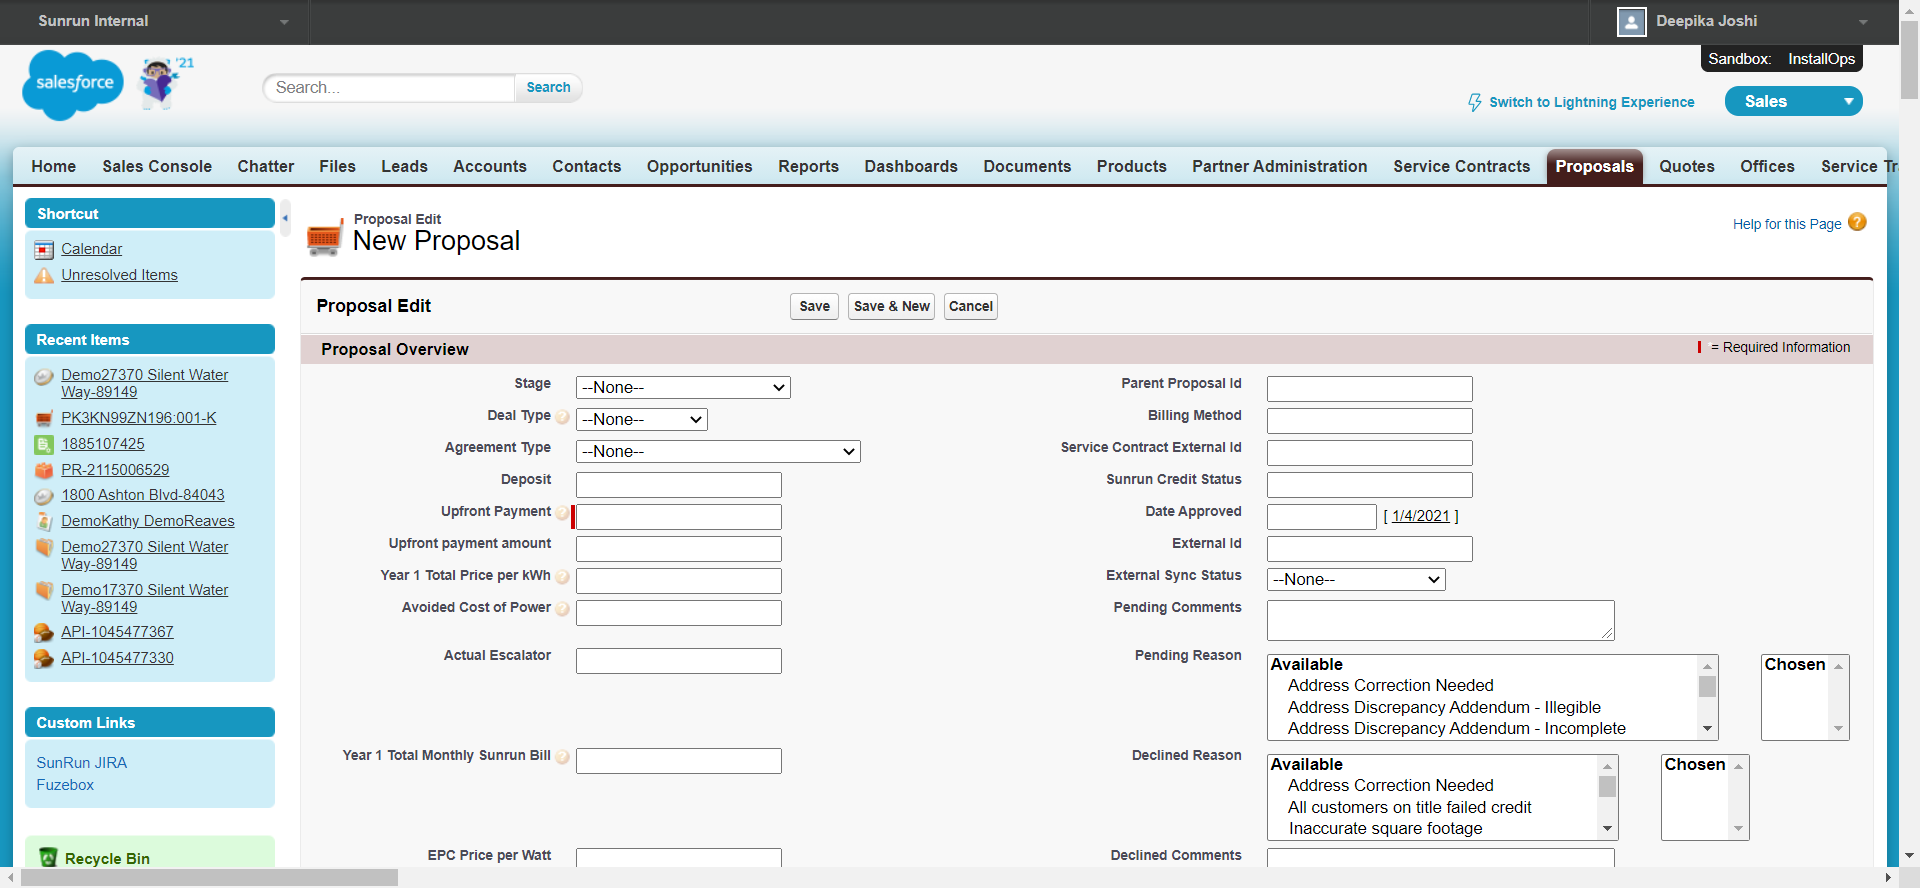 Sunrun Internal
Deepika Joshi
salesforce
'21
Search...
Search
Sandbox: InstallOps
Switch to Lightning Experience
Sales
Home Sales Console Chatter Files Leads Accounts Contacts Opportunities Reports Dashboards Documents Products Partner Administration Service Contracts Proposals Quotes Offices Service Tr
Shortcut
Calendar
Unresolved Items
Recent Items
Demo27370 Silent Water
Way-89149
PK3KN99ZN196:001-K
1885107425
PR-2115006529
1800 Ashton Blvd-84043
DemoKathy DemoReaves
Demo27370 Silent Water
Way-89149
Demo17370 Silent Water
Way-89149
API-1045477367
API-1045477330
Custom Links
SunRun JIRA
Fuzebox
Recycle Bin
Proposal Edit
New Proposal
Help for this Page ?
Proposal Edit
Save
Save & New
Cancel
Proposal Overview
= Required Information
Stage --None--
Deal Type ? --None--
Agreement Type --None--
Deposit
Upfront Payment ?
Upfront payment amount
Year 1 Total Price per kWh ?
Avoided Cost of Power ?
Actual Escalator
Year 1 Total Monthly Sunrun Bill ?
EPC Price per Watt
Parent Proposal Id
Billing Method
Service Contract External Id
Sunrun Credit Status
Date Approved [ 1/4/2021 ]
External Id
External Sync Status --None--
Pending Comments
Pending Reason
Available
Address Correction Needed
Address Discrepancy Addendum - Illegible
Address Discrepancy Addendum - Incomplete
Chosen
Declined Reason
Available
Address Correction Needed
All customers on title failed credit
Inaccurate square footage
Chosen
Declined Comments